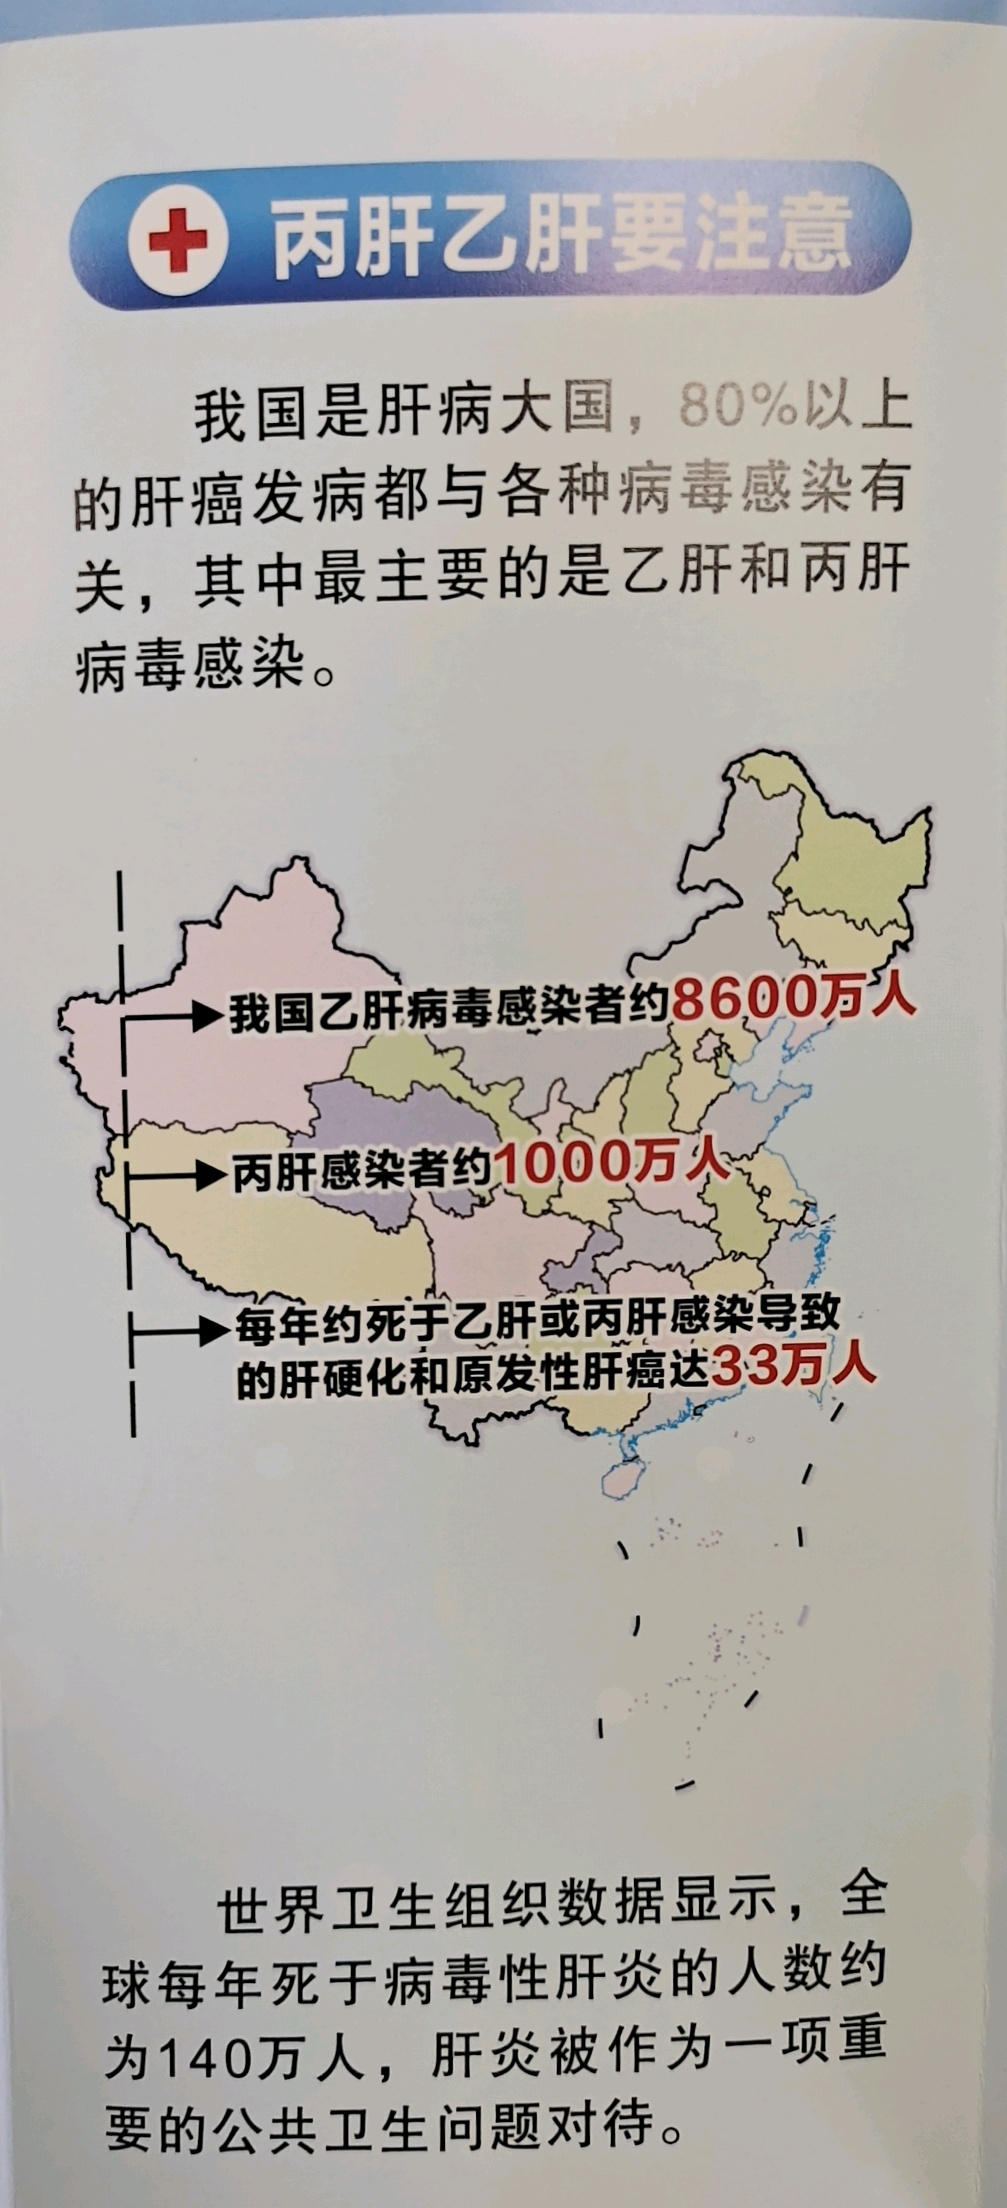 丙肝乙肝要注意
我国是肝病大国，80%以上
的肝癌发病都与各种病毒感染有
关，其中最主要的是乙肝和丙肝
病毒感染。
我国乙肝病毒感染者约8600万人
丙肝感染者约1000万人
每年约死于乙肝或丙肝感染导致
的肝硬化和原发性肝癌达33万人
世界卫生组织数据显示，全
球每年死于病毒性肝炎的人数约
为140万人，肝炎被作为一项重
要的公共卫生问题对待。